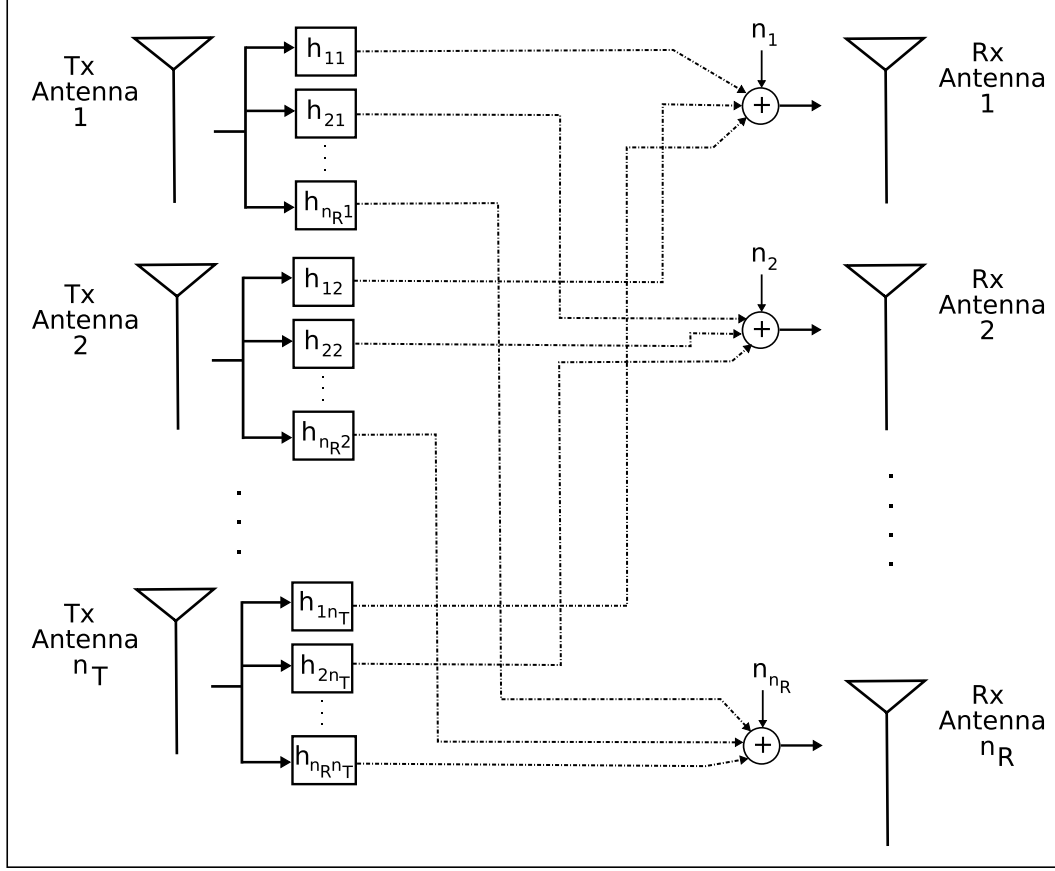 Tx
Antenna
1
h11
h21
hnR1
n1
+
Rx
Antenna
1
Tx
Antenna
2
h12
h22
hnR2
n2
+
Rx
Antenna
2
Tx
Antenna
nT
h1nT
h2nT
hnRnT
nnR
+
Rx
Antenna
nR